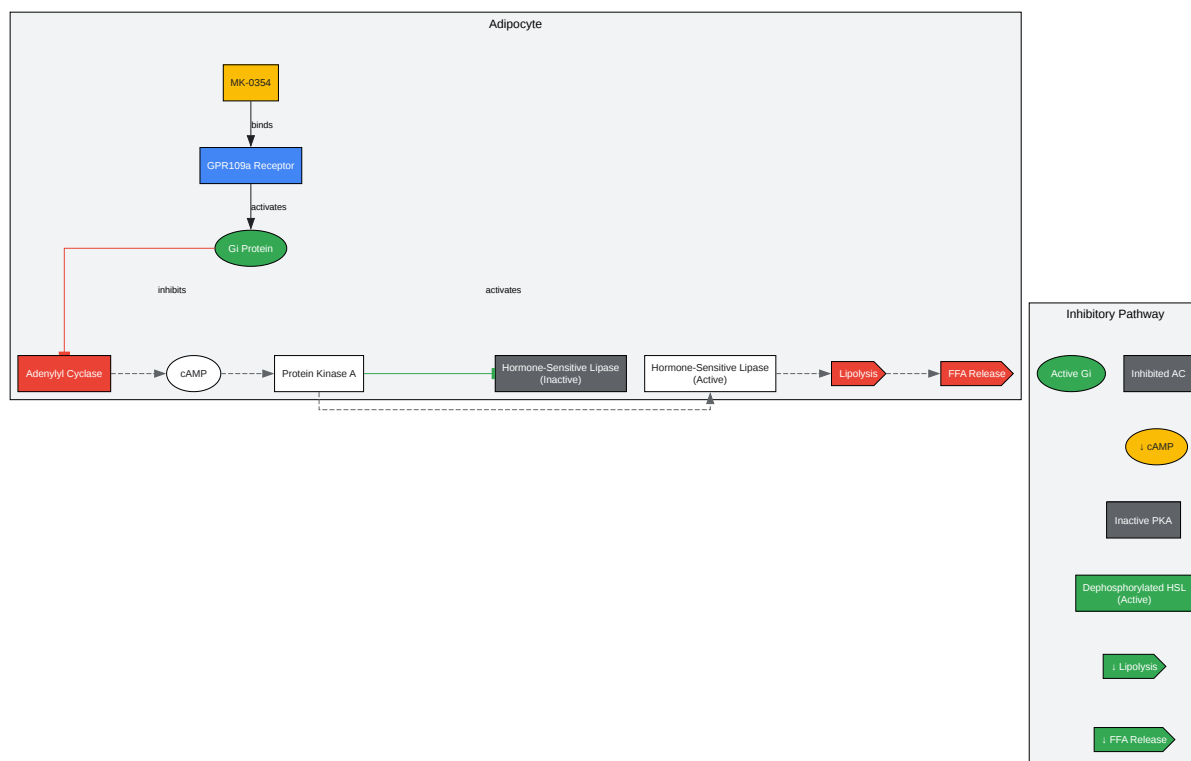 Adipocyte
MK-0354
binds
GPR109a Receptor
activates
Gi Protein
inhibits
activates
Adenylyl Cyclase
cAMP
Protein Kinase A
Hormone-Sensitive Lipase
(Inactive)
Hormone-Sensitive Lipase
(Active)
Lipolysis
FFA Release
Inhibitory Pathway
Active Gi
Inhibited AC
↓ cAMP
Inactive PKA
Dephosphorylated HSL
(Active)
↓ Lipolysis
↓ FFA Release